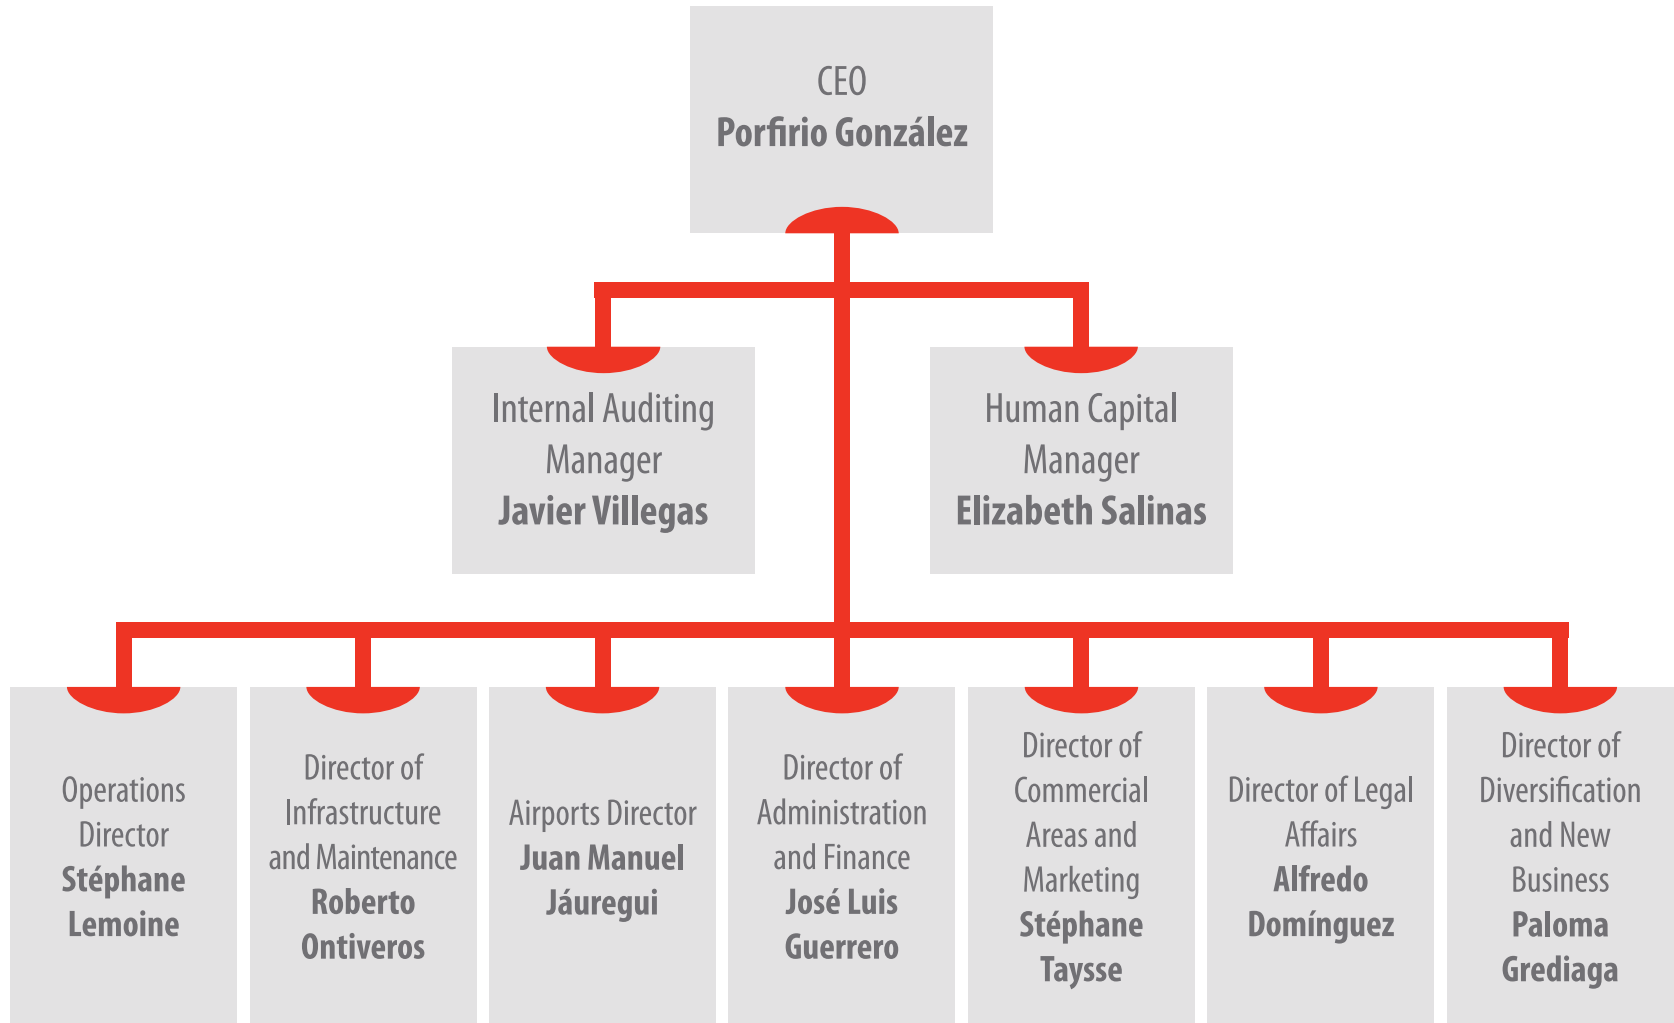 CEO
Porfirio González
Internal Auditing
Manager
Javier Villegas
Human Capital
Manager
Elizabeth Salinas
Operations
Director
Stéphane
Lemoine
Director of
Infrastructure
and Maintenance
Roberto
Ontiveros
Airports Director
Juan Manuel
Jáuregui
Director of
Administration
and Finance
José Luis
Guerrero
Director of
Commercial
Areas and
Marketing
Stéphane
Taysse
Director of Legal
Affairs
Alfredo
Domínguez
Director of
Diversification
and New
Business
Paloma
Grediaga